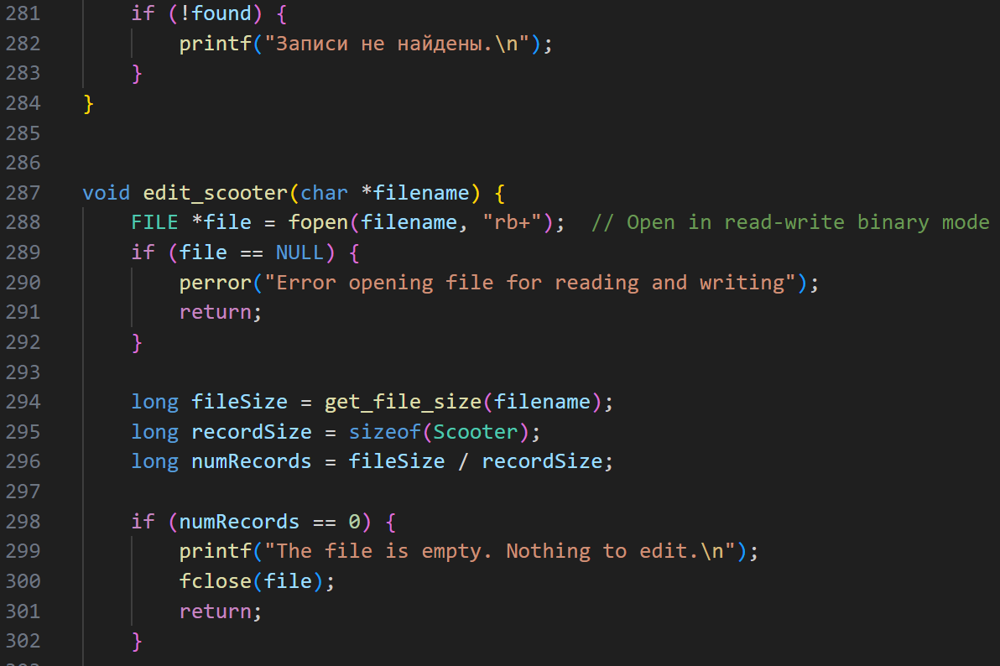 281 if (!found) {
282 printf("Записи не найдены.\n");
283 }
284 }
285
286
287 void edit_scooter(char *filename) {
288 FILE *file = fopen(filename, "rb+"); // Open in read-write binary mode
289 if (file == NULL) {
290 perror("Error opening file for reading and writing");
291 return;
292 }
293
294 long fileSize = get_file_size(filename);
295 long recordSize = sizeof(Scooter);
296 long numRecords = fileSize / recordSize;
297
298 if (numRecords == 0) {
299 printf("The file is empty. Nothing to edit.\n");
300 fclose(file);
301 return;
302 }